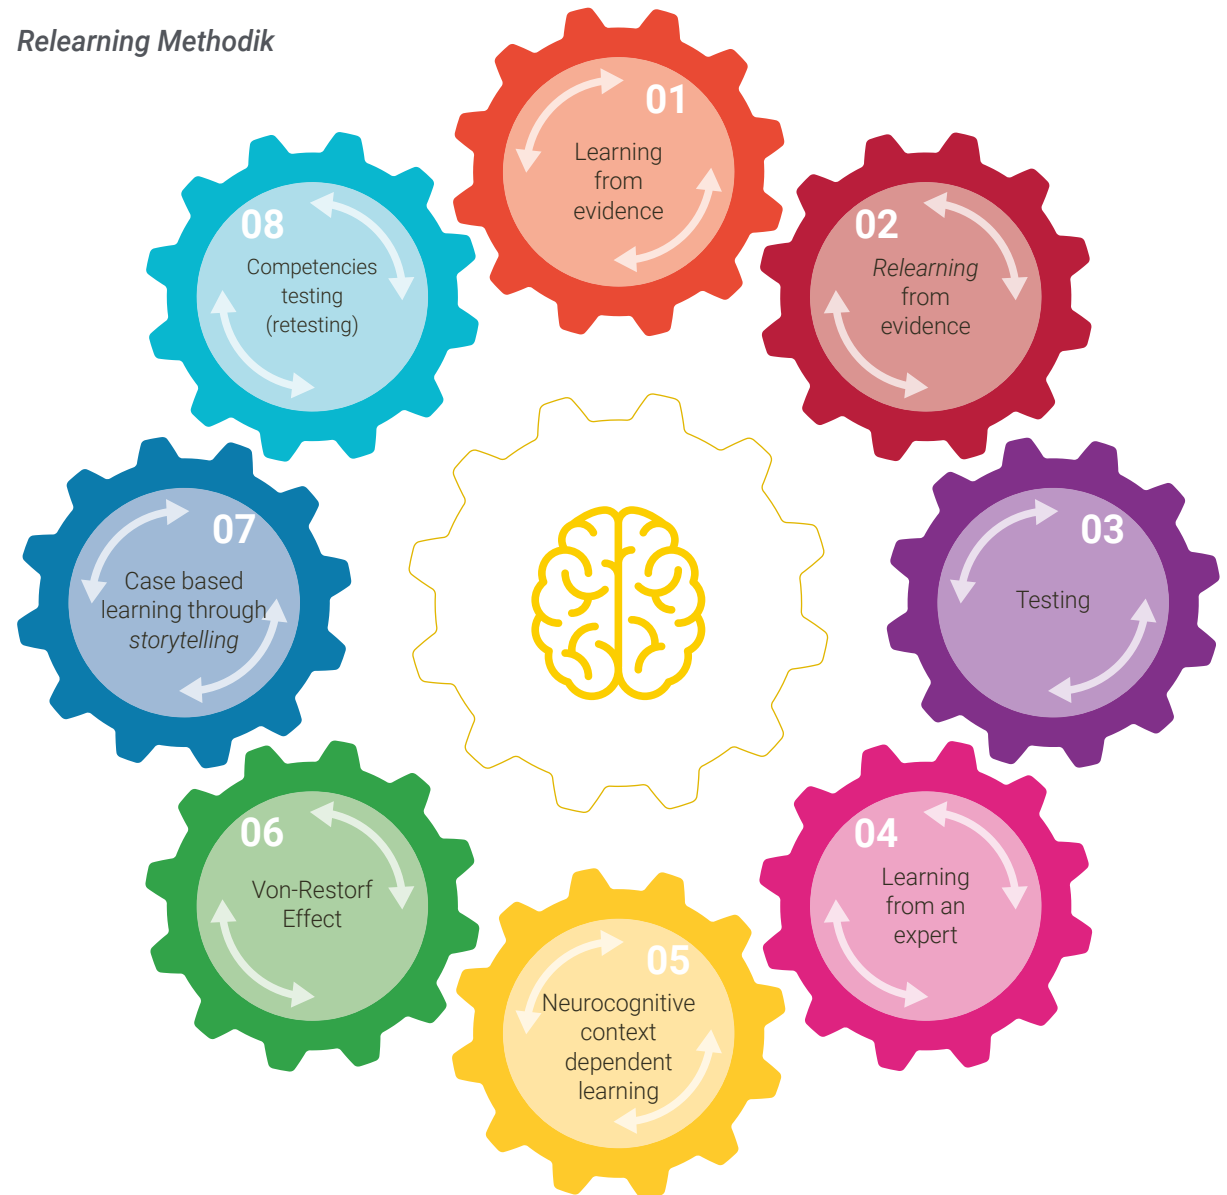 Relearning Methodik
01
Learning
from
evidence
02
Relearning
from
evidence
03
Testing
04
Learning
from an
expert
05
Neurocognitive
context
dependent
learning
06
Von-Restorf
Effect
07
Case based
learning through
storytelling
08
Competencies
testing
(retesting)